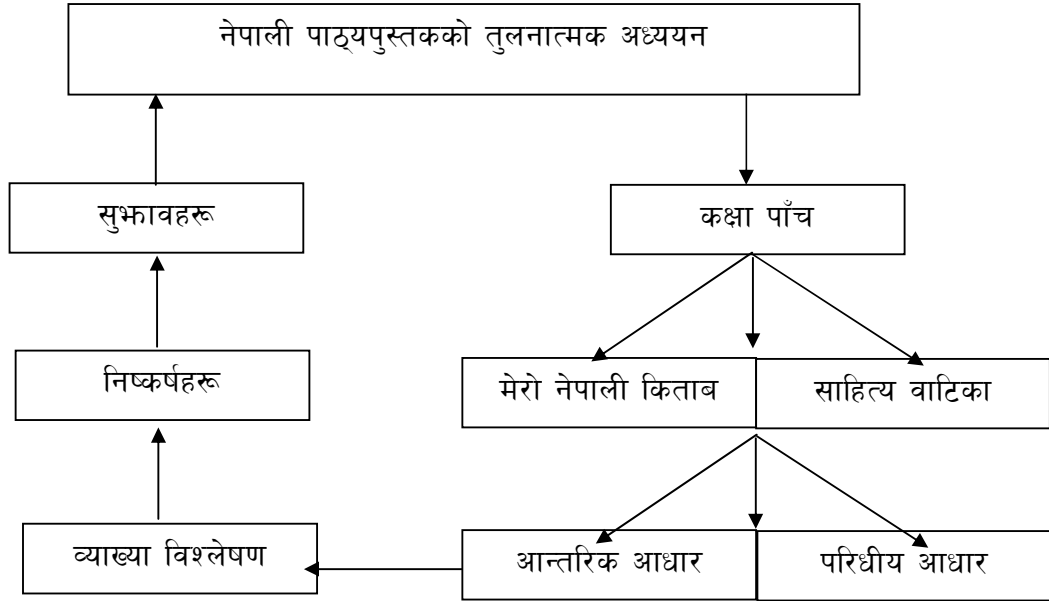 नेपाली पाठ्यपुस्तकको तुलनात्मक अध्ययन
सुझावहरू
कक्षा पाँच
निष्कर्षहरू
मेरो नेपाली किताब
साहित्य वाटिका
व्याख्या विश्लेषण
आन्तरिक आधार
परिधीय आधार